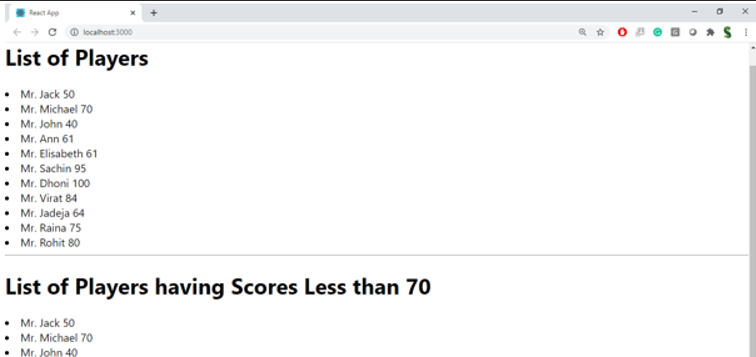 React App
localhost:3000
List of Players
Mr. Jack 50
Mr. Michael 70
Mr. John 40
Mr. Ann 61
Mr. Elisabeth 61
Mr. Sachin 95
Mr. Dhoni 100
Mr. Virat 84
Mr. Jadeja 64
Mr. Raina 75
Mr. Rohit 80
List of Players having Scores Less than 70
Mr. Jack 50
Mr. Michael 70
Mr. John 40